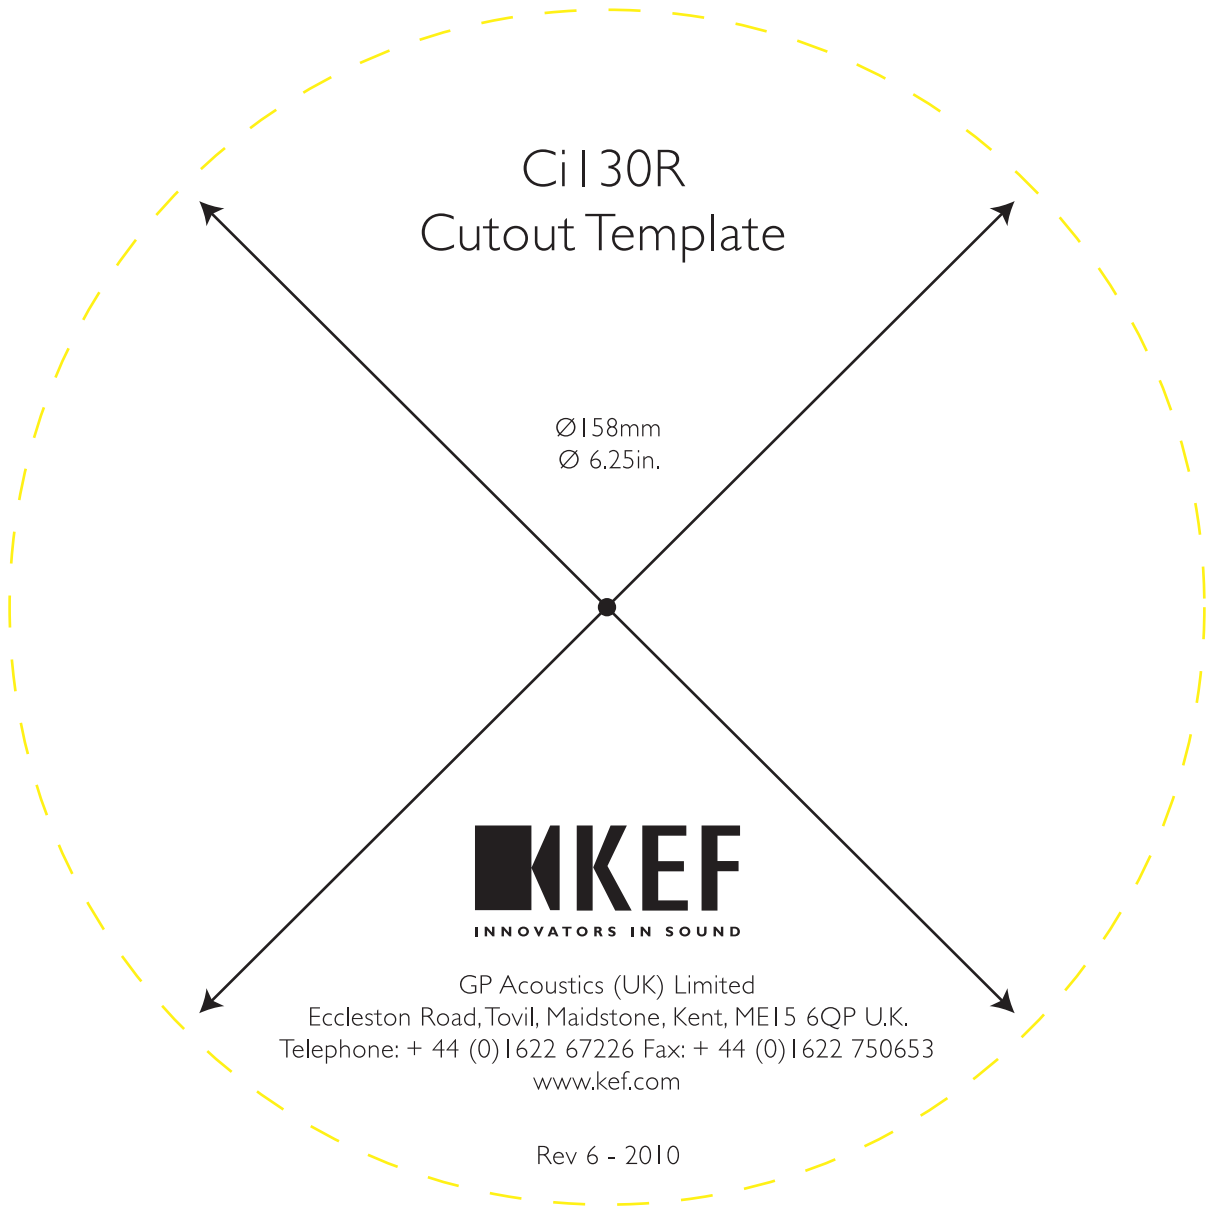 Ci130R
Cutout Template
Ø158mm
Ø 6.25in.
KEF
INNOVATORS IN SOUND
GP Acoustics (UK) Limited
Eccleston Road, Tovil, Maidstone, Kent, ME15 6QP U.K.
Telephone: + 44 (0)1622 67226 Fax: + 44 (0)1622 750653
www.kef.com
Rev 6 - 2010